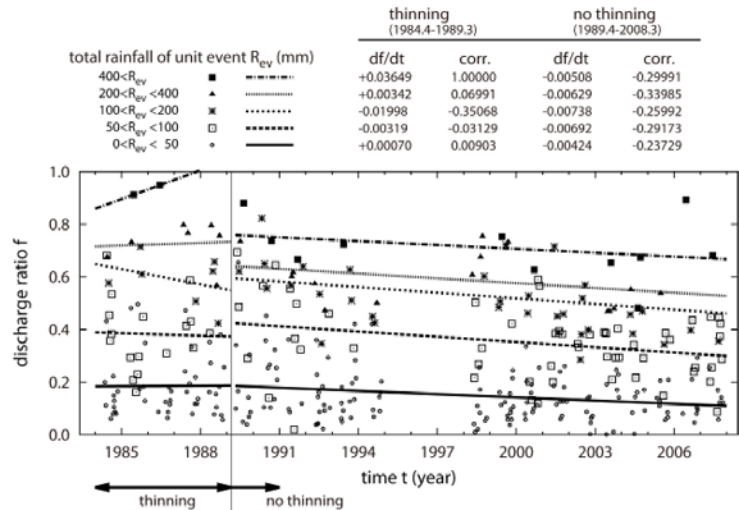 thinning no thinning
(1984.4-1989.3) (1989.4-2008.3)
total rainfall of unit event Rev (mm) df/dt corr. df/dt corr.
400<Rev +0.03649 1.00000 -0.00508 -0.29991
200<Rev <400 +0.00342 0.06991 -0.00629 -0.33985
100<Rev <200 -0.01998 -0.35068 -0.00738 -0.25992
50<Rev <100 -0.00319 -0.03129 -0.00692 -0.29173
0<Rev < 50 +0.00070 0.00903 -0.00424 -0.23729
1.0
0.8
0.6
0.4
0.2
0.0
discharge ratio f
1985 1988 1991 1994 1997 2000 2003 2006
time t (year)
thinning no thinning